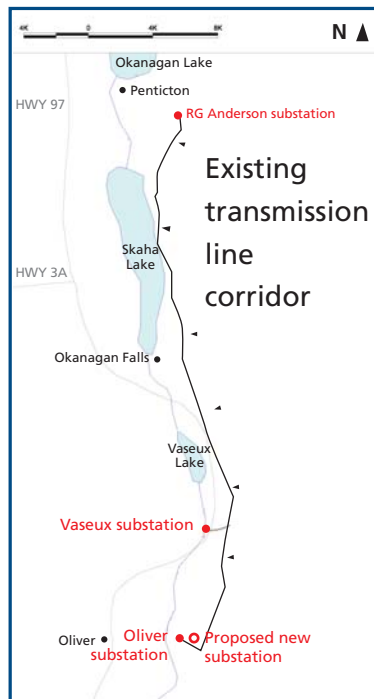 4K 0 4K 8K
N
Okanagan Lake
Penticton
HWY 97
RG Anderson substation
Existing
transmission
line
corridor
Skaha
Lake
HWY 3A
Okanagan Falls
Vaseux
Lake
Vaseux substation
Oliver
Oliver
substation
Proposed new
substation